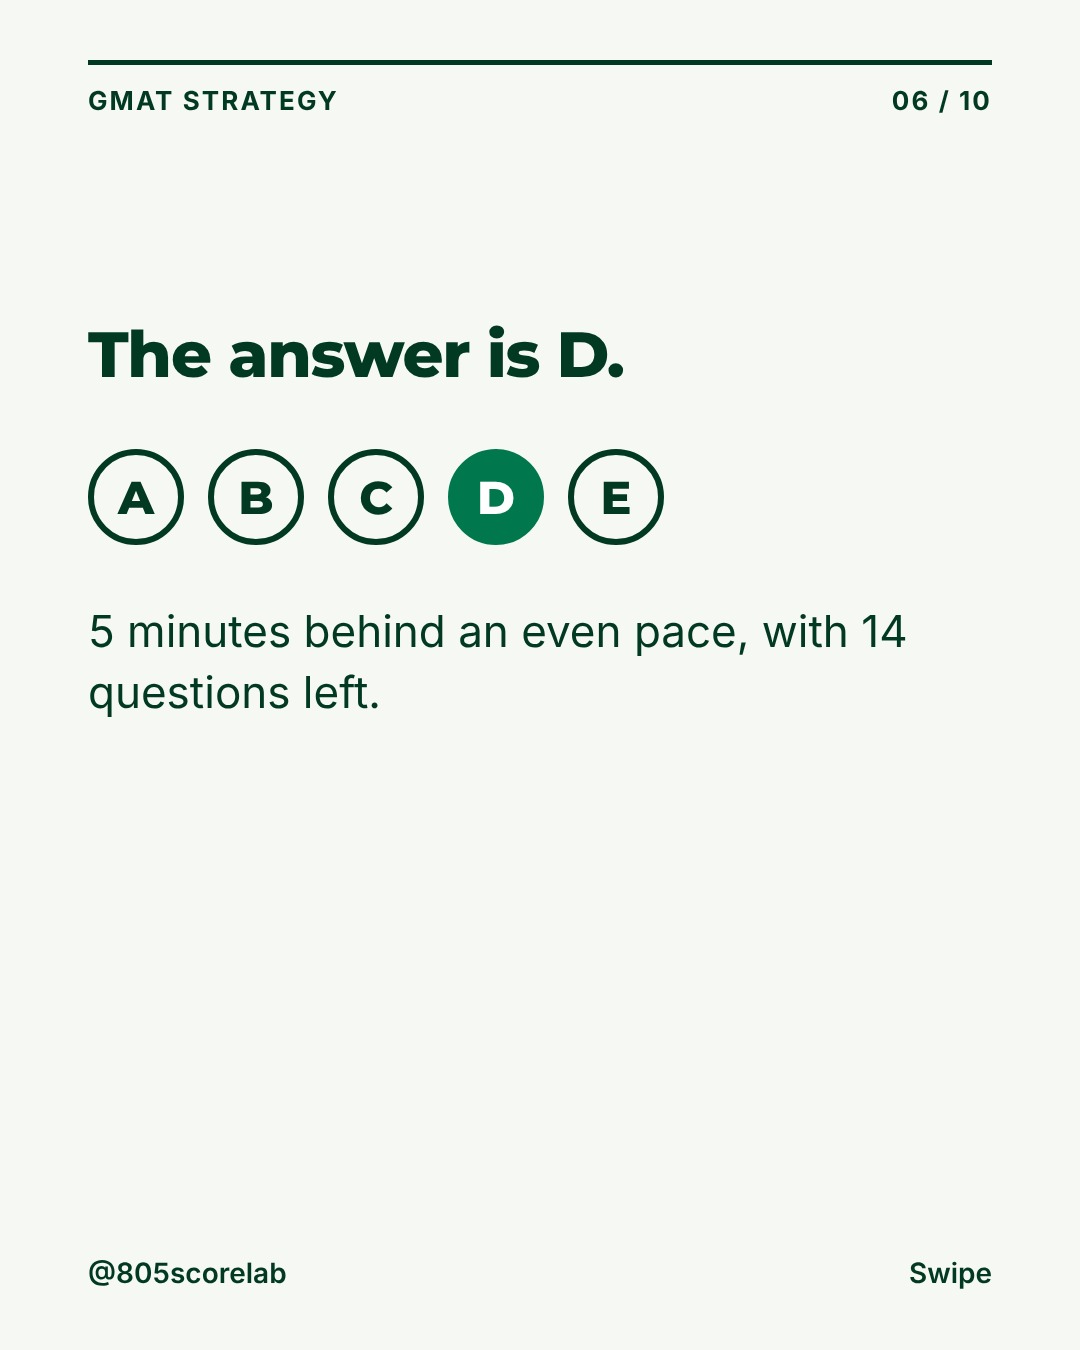 GMAT STRATEGY
06 / 10
The answer is D.
A B C D E
5 minutes behind an even pace, with 14
questions left.
@805scorelab
Swipe